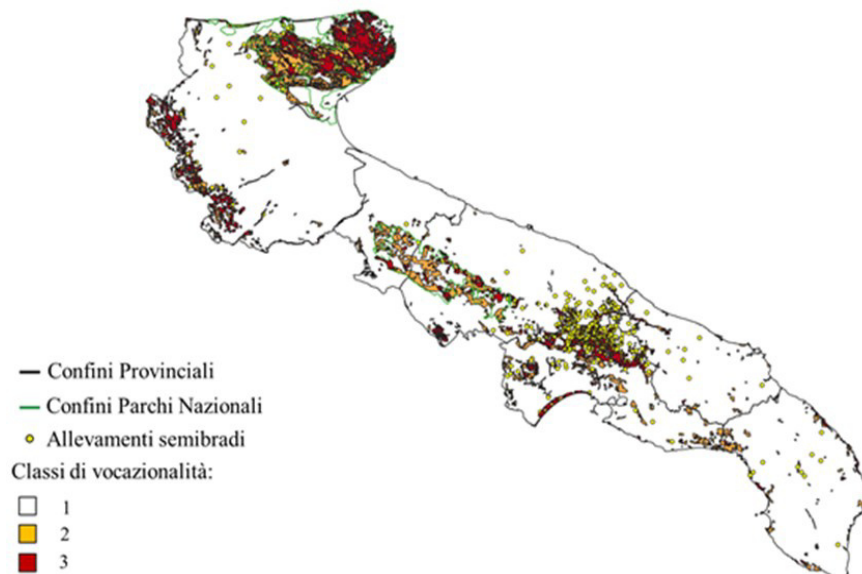 Confini Provinciali
Confini Parchi Nazionali
Allevamenti semibradi
Classi di vocazionalità:
1
2
3